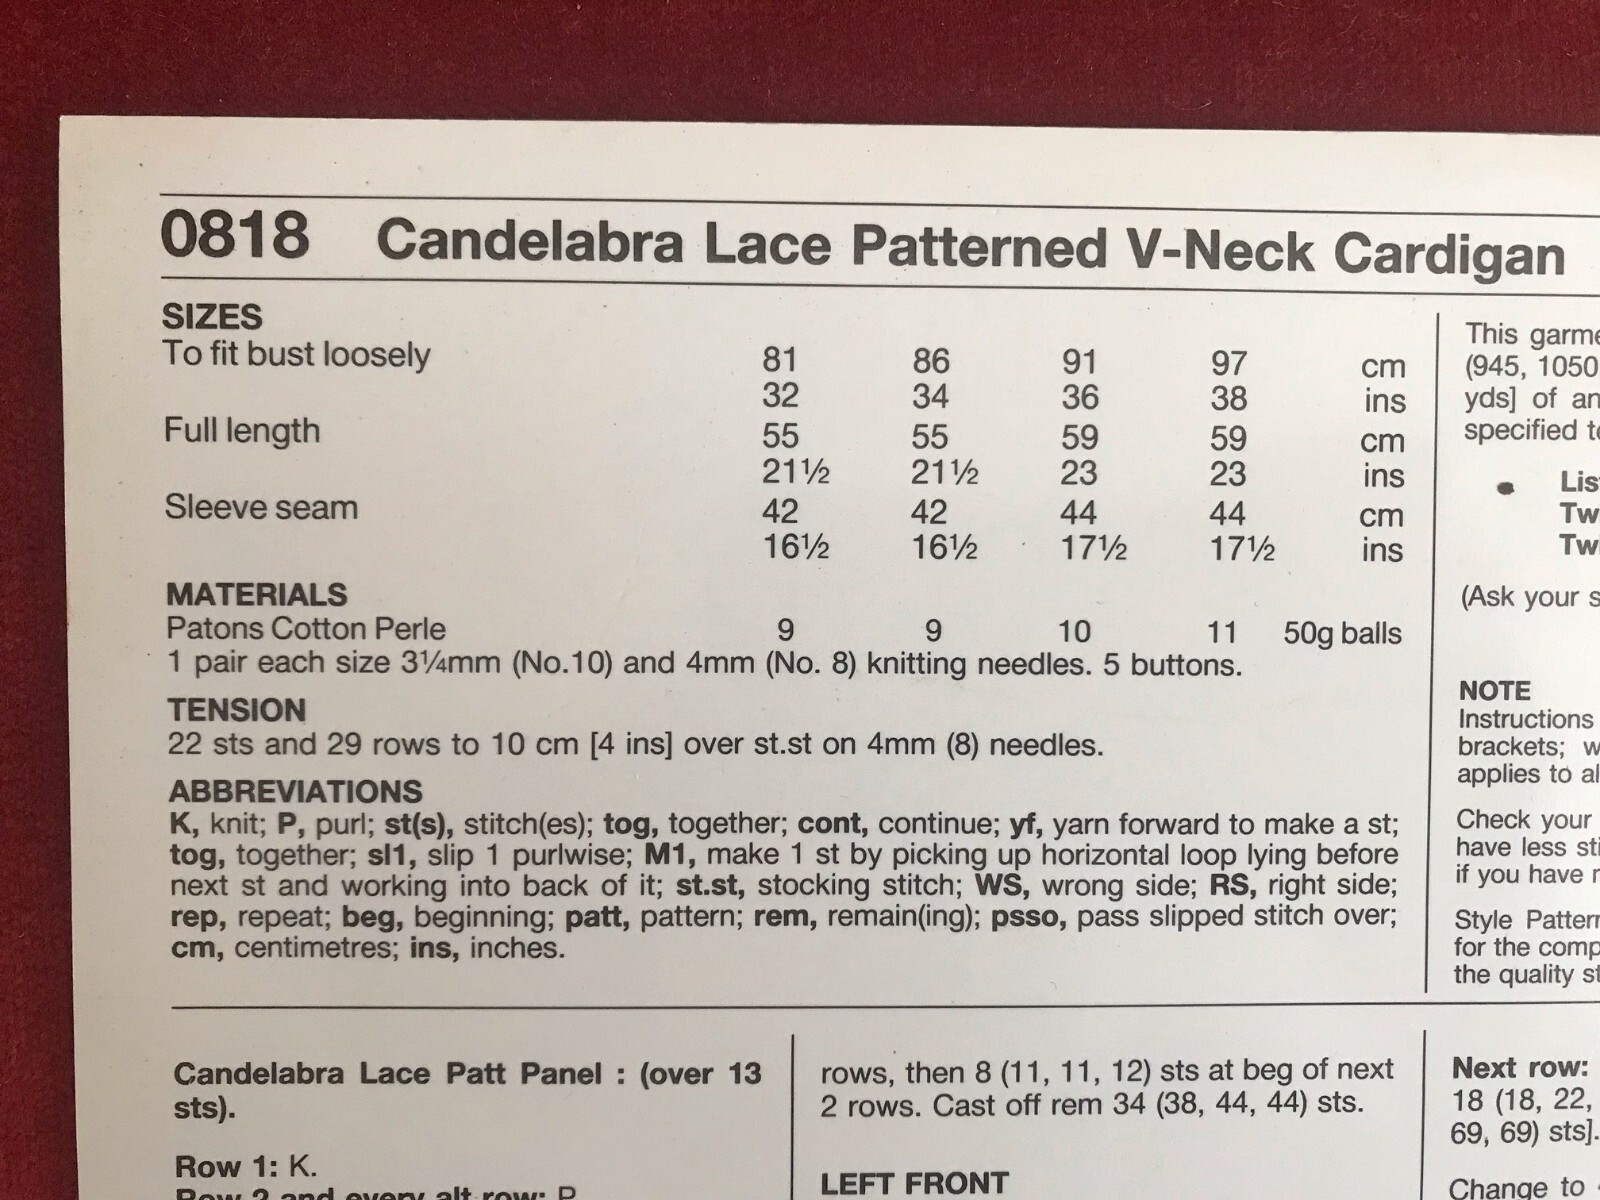 0818 Candelabra Lace Patterned V-Neck Cardigan
SIZES
To fit bust loosely 81 86 91 97 cm
32 34 36 38 ins
Full length 55 55 59 59 cm
21½ 21½ 23 23 ins
Sleeve seam 42 42 44 44 cm
16½ 16½ 17½ 17½ ins
MATERIALS
Patons Cotton Perle 9 9 10 11 50g balls
1 pair each size 3¼mm (No.10) and 4mm (No. 8) knitting needles. 5 buttons.
TENSION
22 sts and 29 rows to 10 cm [4 ins] over st.st on 4mm (8) needles.
ABBREVIATIONS
K, knit; P, purl; st(s), stitch(es); tog, together; cont, continue; yf, yarn forward to make a st;
tog, together; sl1, slip 1 purlwise; M1, make 1 st by picking up horizontal loop lying before
next st and working into back of it; st.st, stocking stitch; WS, wrong side; RS, right side;
rep, repeat; beg, beginning; patt, pattern; rem, remain(ing); psso, pass slipped stitch over;
cm, centimetres; ins, inches.
This
(945, 1050
yds] of
specified
(Ask your
NOTE
Instructions
brackets;
applies to
Check your
have less
if you have
Style
for the
the quality
Candelabra Lace Patt Panel : (over 13
sts).
Row 1: K.
Row 2 and every alt row: P
rows, then 8 (11, 11, 12) sts at beg of next
2 rows. Cast off rem 34 (38, 44, 44) sts.
LEFT FRONT
Next row:
18 (18, 22,
69, 69) sts].
Change to